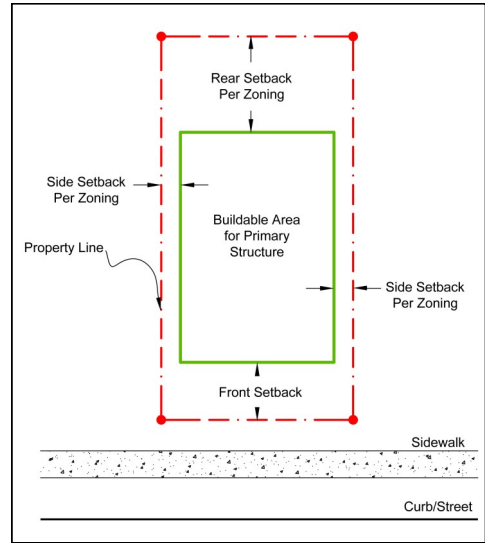 Rear Setback
Per Zoning
Side Setback
Per Zoning
Buildable Area
for Primary
Structure
Property Line
Side Setback
Per Zoning
Front Setback
Sidewalk
Curb/Street